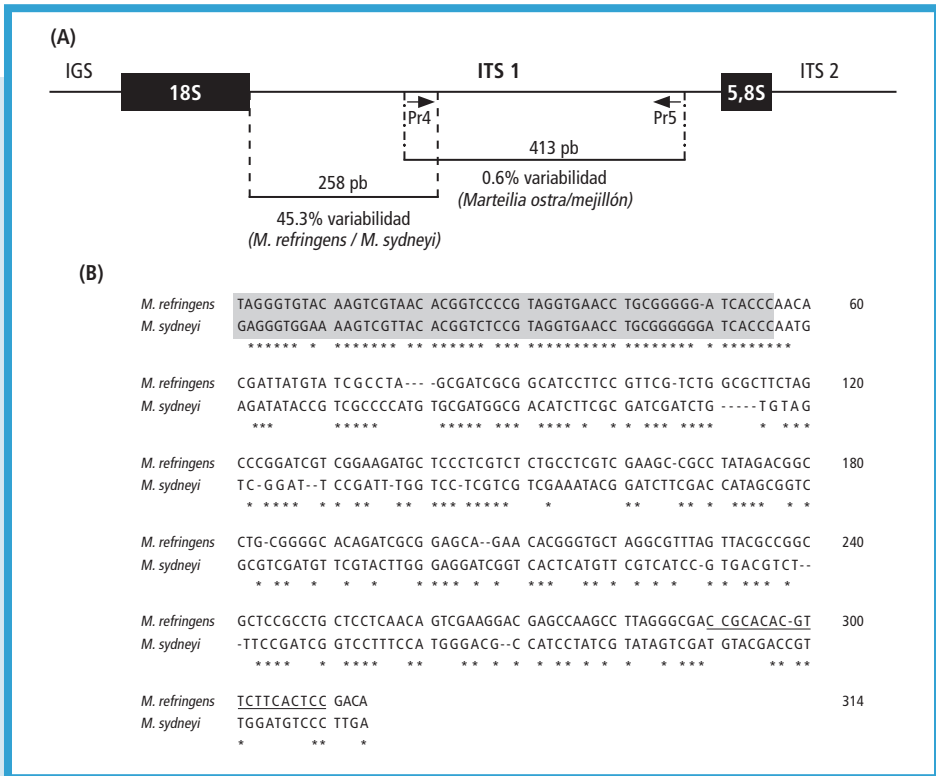 (A)
IGS
18S
ITS 1
5,8S
ITS 2
Pr4
Pr5
413 pb
0.6% variabilidad
(Marteilia ostra/mejillón)
258 pb
45.3% variabilidad
(M. refringens / M. sydneyi)
(B)
M. refringens TAGGGTGTAC AAGTCGTAAC ACGGTCCCCG TAGGTGAACC TGCGGGGG-A TCACCCAACA 60
M. sydneyi GAGGGTGGAA AAGTCGTTAC ACGGTCTCCG TAGGTGAACC TGCGGGGGGA TCACCCAATG
****** * ******* ** ****** *** ********** ******** * ********
M. refringens CGATTATGTA TCGCCTA--- -GCGATCGCG GCATCCTTCC GTTCG-TCTG GCGCTTCTAG 120
M. sydneyi AGATATACCG TCGCCCCATG TGCGATGGCG ACATCTTCGC GATCGATCTG -----TGTAG
*** ***** ***** *** **** * * * *** **** * ***
M. refringens CCCGGATCGT CGGAAGATGC TCCCTCGTCT CTGCCTCGTC GAAGC-CGCC TATAGACGGC 180
M. sydneyi TC-GGAT--T CCGATT-TGG TCC-TCGTCG TCGAAATACG GATCTTCGAC CATAGCGGTC
* **** * * ** ** *** ***** * ** ** * **** * *
M. refringens CTG-CGGGGC ACAGATCGCG GAGCA--GAA CACGGGTGCT AGGCGTTTAG TTACGCCGGC 240
M. sydneyi GCGTCGATGT TCGTACTTGG GAGGATCGGT CACTCATGTT CGTCATCC-G TGACGTCT--
* ** * * * *** * * *** ** * * * * * *** *
M. refringens GCTCCGCCTG CTCCTCAACA GTCGAAGGAC GAGCCAAGCC TTAGGGCGAC CGCACAC-GT 300
M. sydneyi -TTCCGATCG GTCCTTTCCA TGGGACG--C CATCCTATCG TATAGTCGAT GTACGACCGT
**** * **** ** ** * * * ** * * * *** ** **
M. refringens TCTTCACTCC GACA 314
M. sydneyi TGGATGTCCC TTGA
* ** *